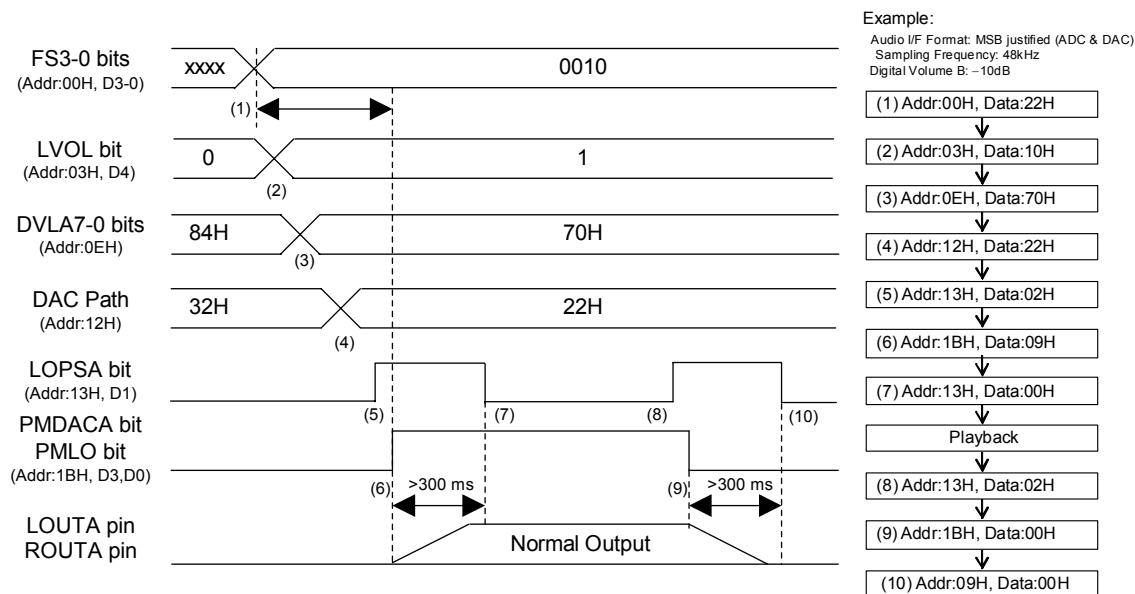 FS3-0 bits
(Addr:00H, D3-0)
xxxx
0010
(1)
LVOL bit
(Addr:03H, D4)
0
1
(2)
DVLA7-0 bits
(Addr:0EH)
84H
70H
(3)
DAC Path
(Addr:12H)
32H
22H
(4)
LOPSA bit
(Addr:13H, D1)
(5)
(7)
(8)
(10)
PMDACA bit
PMLO bit
(Addr:1BH, D3,D0)
(6)
>300 ms
(9)
>300 ms
LOUTA pin
ROUTA pin
Normal Output
Example:
Audio I/F Format: MSB justified (ADC & DAC)
Sampling Frequency: 48kHz
Digital Volume B: −10dB
(1) Addr:00H, Data:22H
(2) Addr:03H, Data:10H
(3) Addr:0EH, Data:70H
(4) Addr:12H, Data:22H
(5) Addr:13H, Data:02H
(6) Addr:1BH, Data:09H
(7) Addr:13H, Data:00H
Playback
(8) Addr:13H, Data:02H
(9) Addr:1BH, Data:00H
(10) Addr:09H, Data:00H